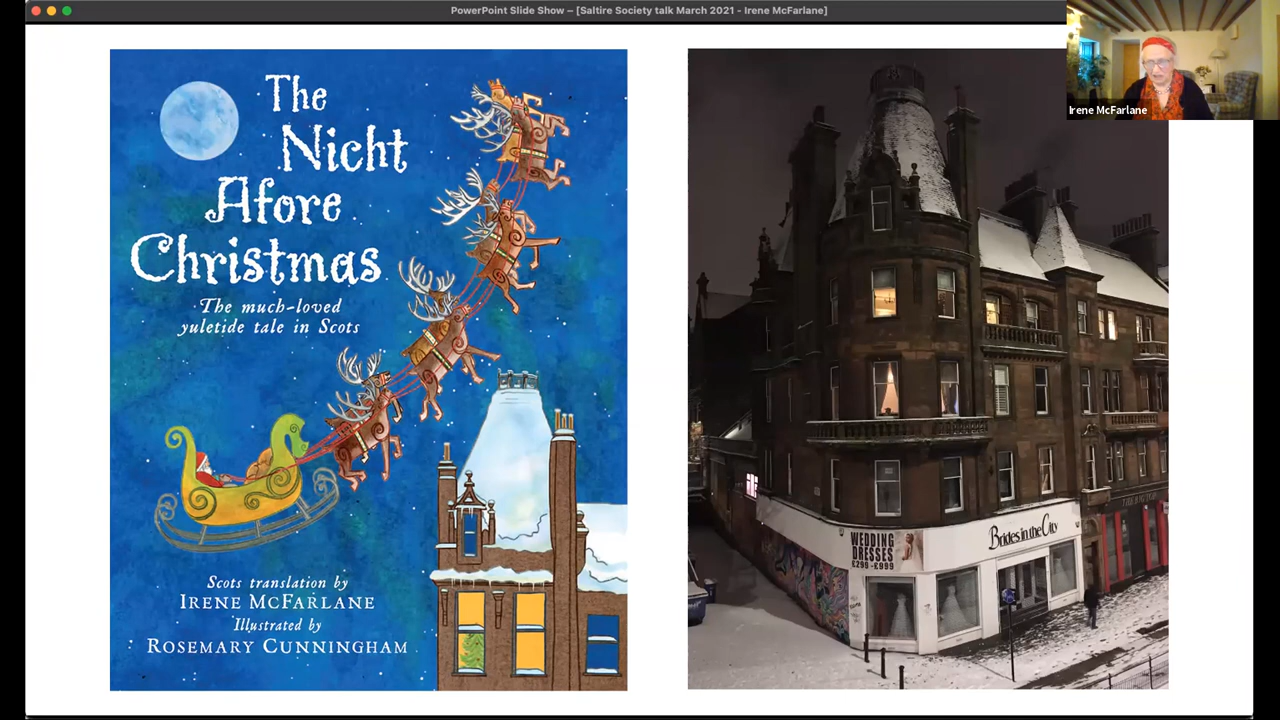 PowerPoint Slide Show – [Saltire Society talk March 2021 - Irene McFarlane]
The
Nicht
Afore
Christmas
The much-loved
yuletide tale in Scots
Scots translation by
IRENE MCFARLANE
Illustrated by
ROSEMARY CUNNINGHAM
WEDDING
DRESSES
£299 -£999
Brides in the City
Irene McFarlane